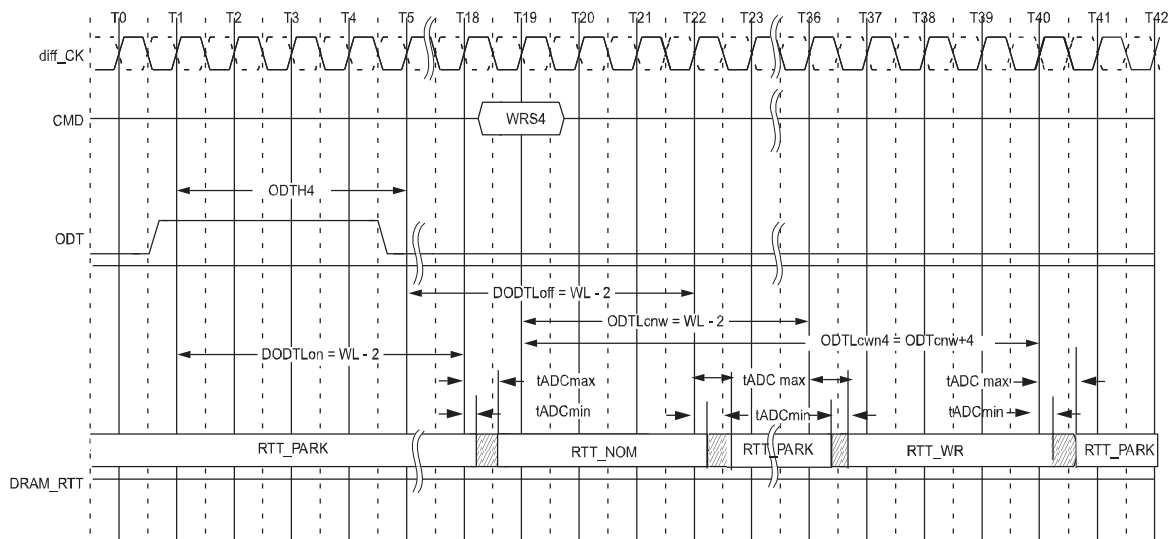 T0 T1 T2 T3 T4 T5 T18 T19 T20 T21 T22 T23 T36 T37 T38 T39 T40 T41 T42
diff_CK
CMD
WRS4
ODTH4
ODT
DODTLoff = WL - 2
ODTLcnw = WL - 2
ODTLcwn4 = ODTcnw+4
DODTLon = WL - 2
tADCmax tADC max tADC max
tADCmin tADCmin tADCmin
RTT_PARK RTT_NOM RTT_PARK RTT_WR RTT_PARK
DRAM_RTT